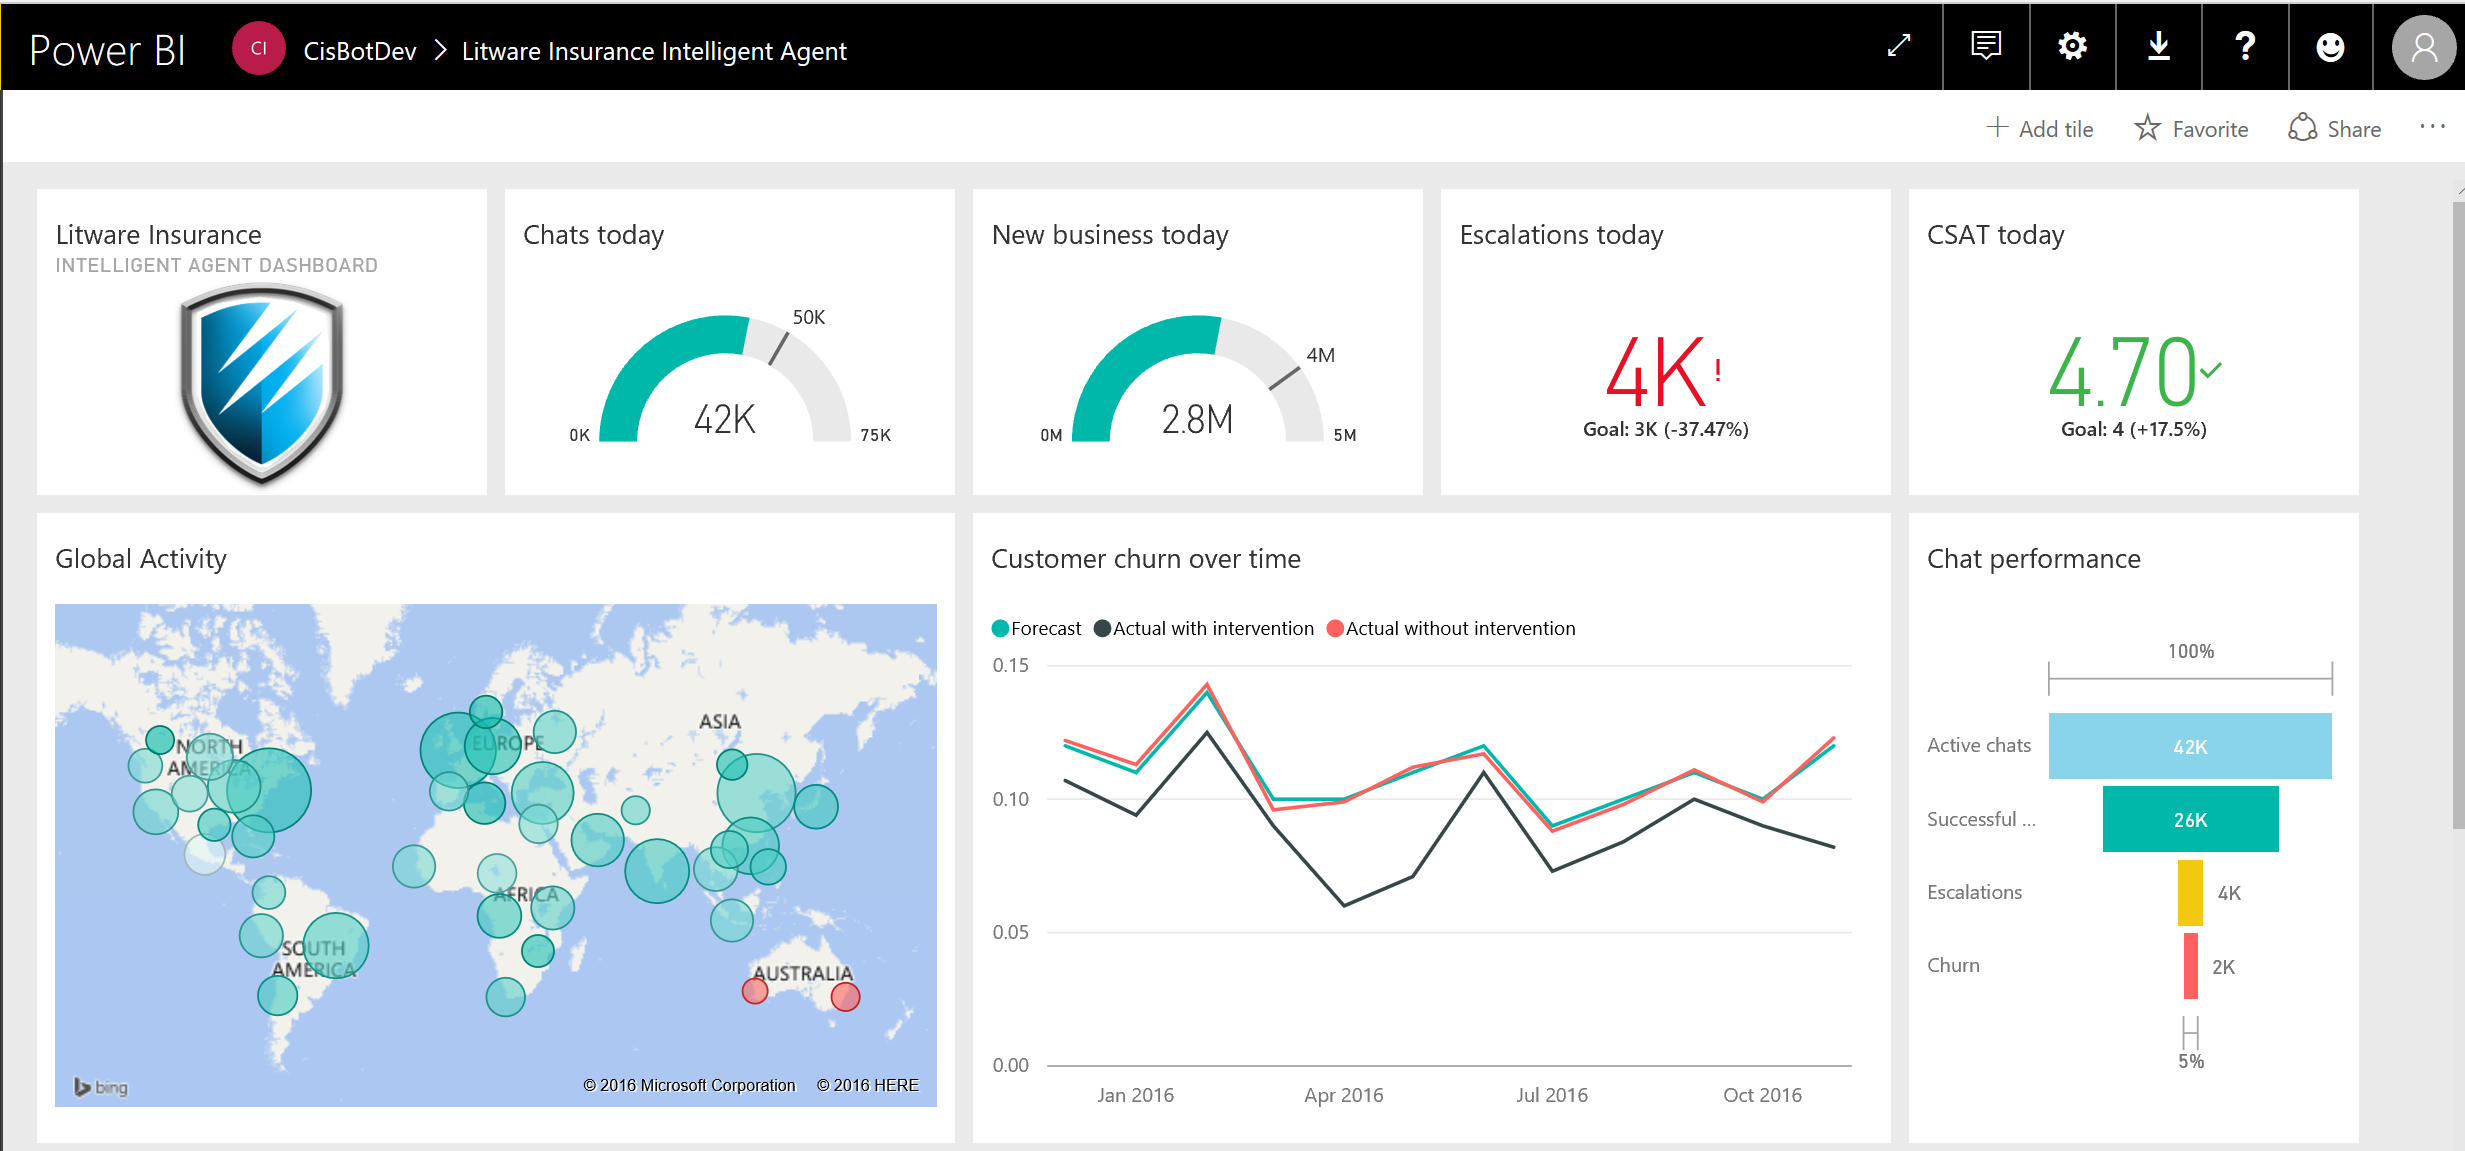 Power BI
CI
CisBotDev > Litware Insurance Intelligent Agent
?
+ Add tile
Favorite
Share
...
Litware Insurance
INTELLIGENT AGENT DASHBOARD
Chats today
50K
42K
0K
75K
New business today
4M
2.8M
0M
5M
Escalations today
4K!
Goal: 3K (-37.47%)
CSAT today
4.70
Goal: 4 (+17.5%)
Global Activity
NORTH
AMERICA
EUROPE
ASIA
AFRICA
SOUTH
AMERICA
AUSTRALIA
bing
© 2016 Microsoft Corporation © 2016 HERE
Customer churn over time
Forecast Actual with intervention Actual without intervention
0.15
0.10
0.05
0.00
Jan 2016 Apr 2016 Jul 2016 Oct 2016
Chat performance
100%
Active chats 42K
Successful ... 26K
Escalations 4K
Churn 2K
5%